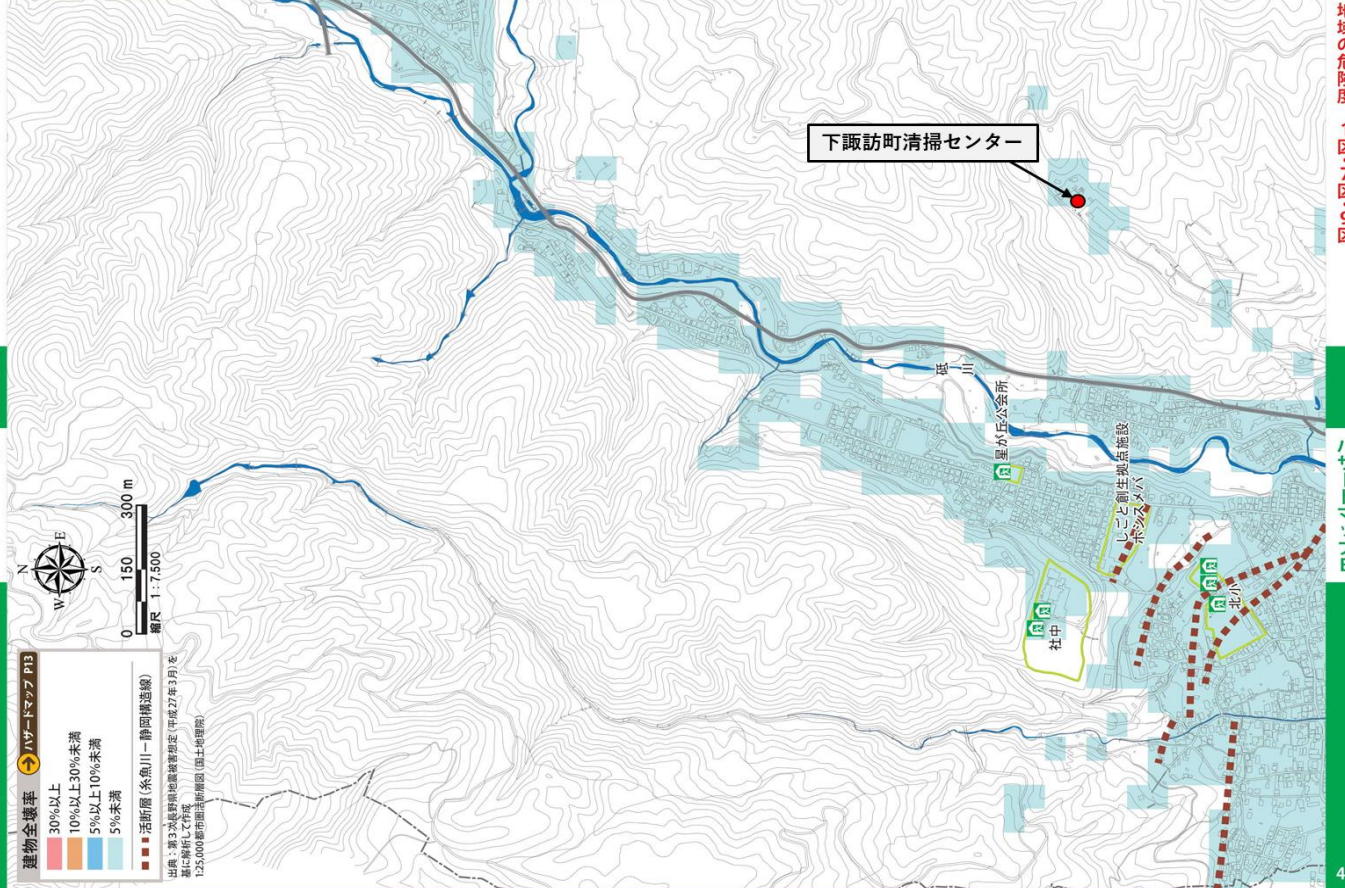 建物全壊率
ハザードマップ P13
30%以上
10%以上30%未満
5%以上10%未満
5%未満
活断層(糸魚川ー静岡構造線)
出典:第3次長野県地震被害想定(平成27年3月)を
基に解析して作成
1:25,000都市圏活断層図(国土地理院)
N
W
E
S
0
150
300 m
縮尺 1:7,500
下諏訪町清掃センター
砥川
星が丘公会所
しごと創生拠点施設
ホシスメバ
社中
北小
地域の危険度
4